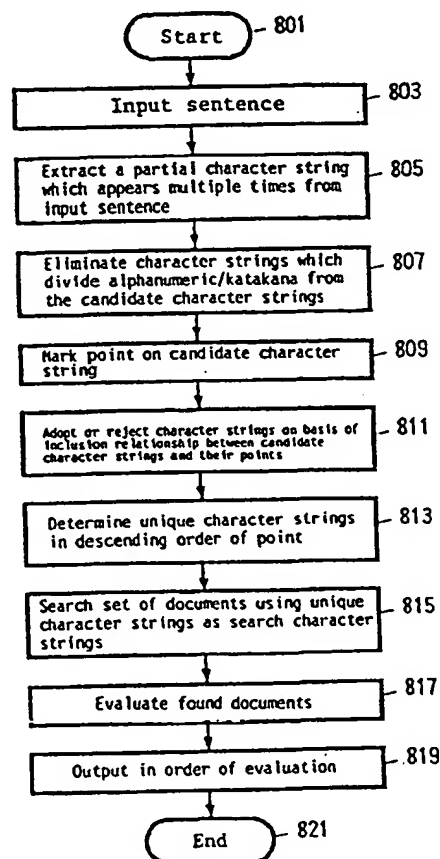 Start
801
Input sentence
803
Extract a partial character string
which appears multiple times from
input sentence
805
Eliminate character strings which
divide alphanumeric/katakana from
the candidate character strings
807
Mark point on candidate character
string
809
Adopt or reject character strings on basis of
inclusion relationship between candidate
character strings and their points
811
Determine unique character strings
in descending order of point
813
Search set of documents using unique
character strings as search character
strings
815
Evaluate found documents
817
Output in order of evaluation
819
End
821